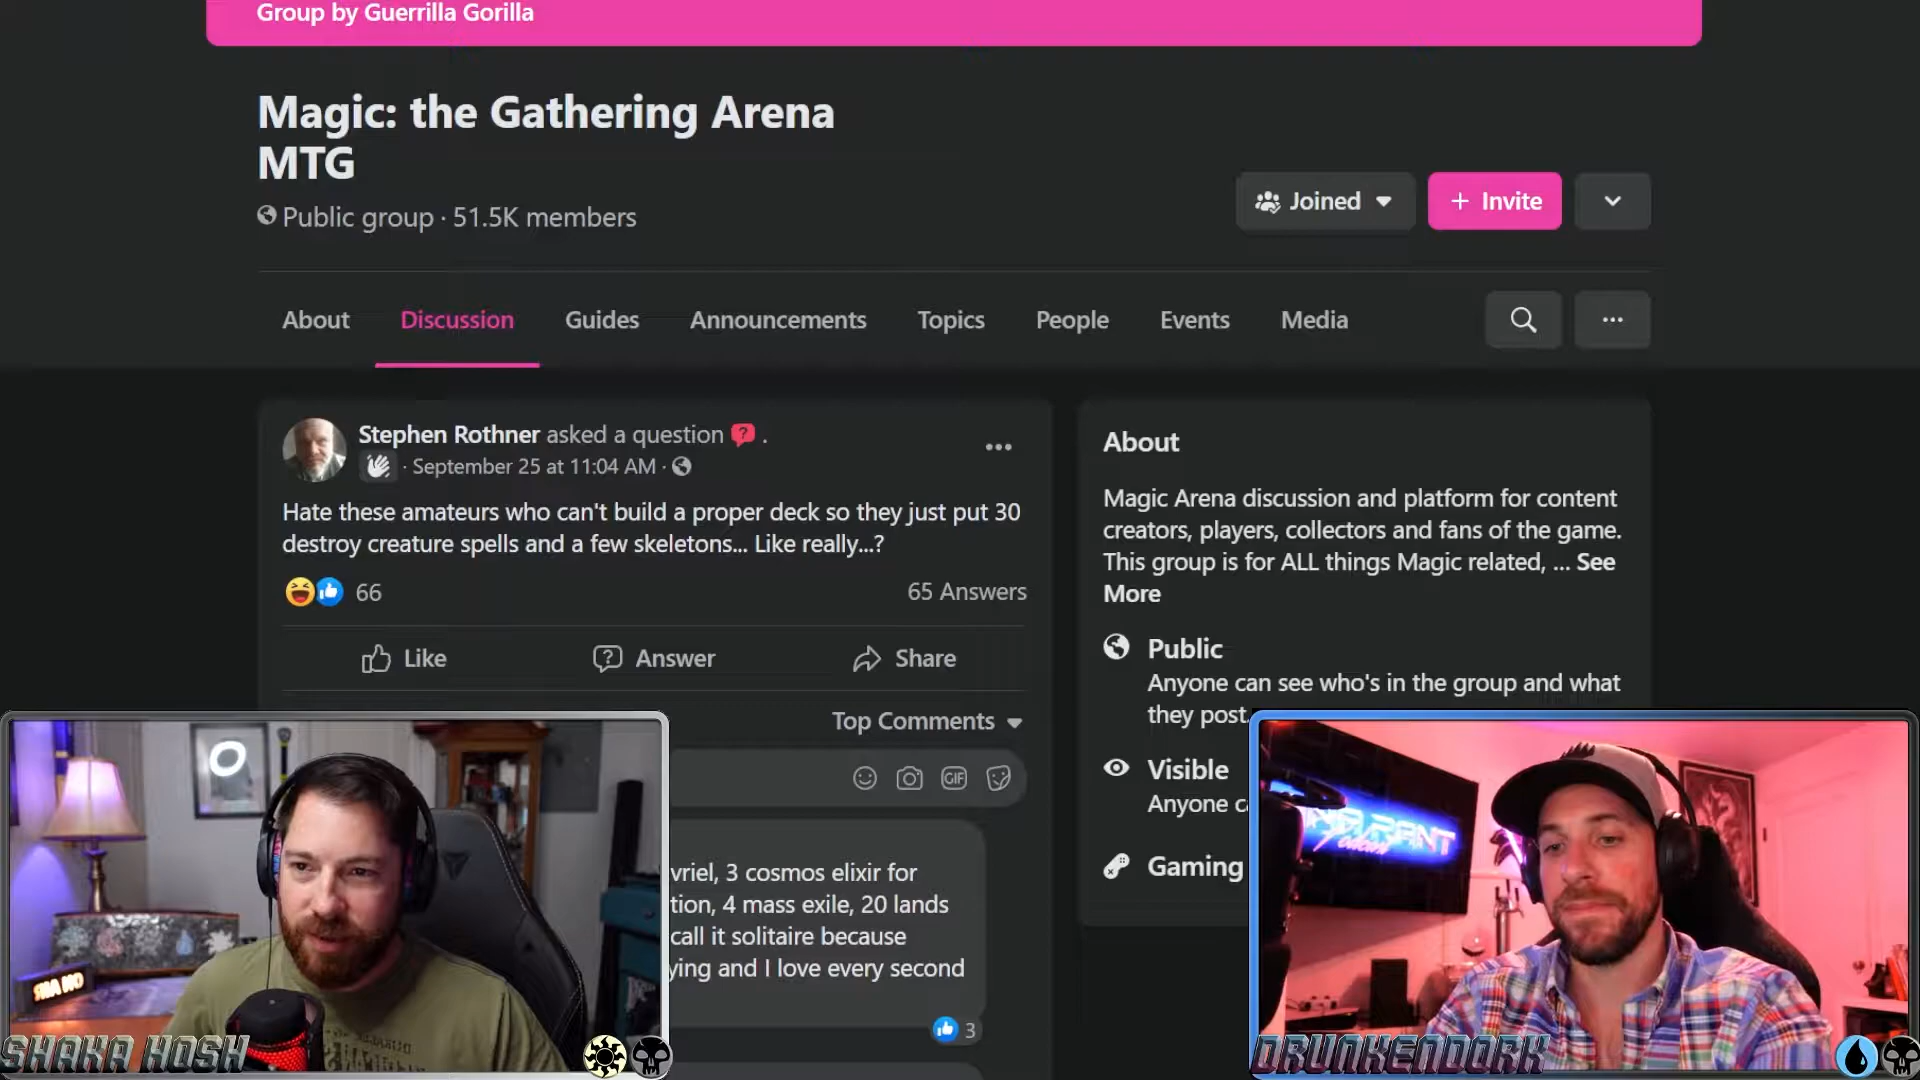 Group by Guerrilla Gorilla
Magic: the Gathering Arena
MTG
Public group · 51.5K members
Joined
+ Invite
About
Discussion
Guides
Announcements
Topics
People
Events
Media
Stephen Rothner asked a question ? .
· September 25 at 11:04 AM ·
Hate these amateurs who can't build a proper deck so they just put 30
destroy creature spells and a few skeletons... Like really...?
66
65 Answers
Like
Answer
Share
Top Comments
GIF
vriel, 3 cosmos elixir for
tion, 4 mass exile, 20 lands
call it solitaire because
ying and I love every second
3
About
Magic Arena discussion and platform for content
creators, players, collectors and fans of the game.
This group is for ALL things Magic related, ... See
More
Public
Anyone can see who's in the group and what
they post.
Visible
Anyone
Gaming
ON AIR
RANT
SHAKA HOSH
DRUNKENDORK